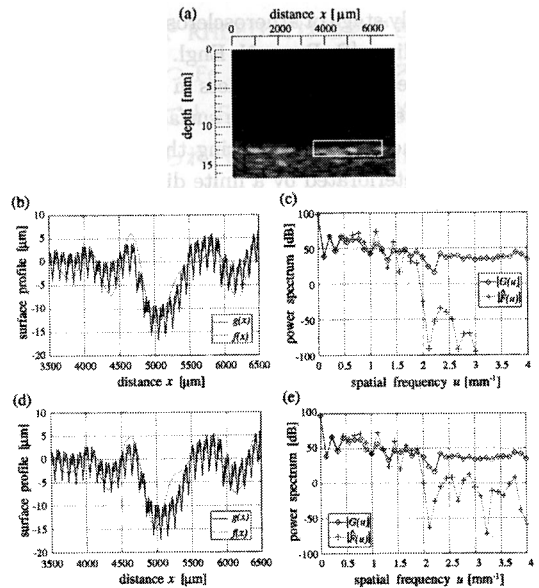 (a)
distance x [μm]
0 2000 4000 6000
depth [mm]
0
5
10
15
(b)
surface profile [μm]
10
5
0
-5
-10
-15
-20
g(x)
f(x)
3500 4000 4500 5000 5500 6000 6500
distance x [μm]
(c)
power spectrum [dB]
100
50
0
-50
-100
|G(u)|
|F̂(u)|
0 0.5 1 1.5 2 2.5 3 3.5 4
spatial frequency u [mm⁻¹]
(d)
surface profile [μm]
10
5
0
-5
-10
-15
-20
g(x)
f(x)
3500 4000 4500 5000 5500 6000 6500
distance x [μm]
(e)
power spectrum [dB]
100
50
0
-50
-100
|G(u)|
|F̂(u)|
0 0.5 1 1.5 2 2.5 3 3.5 4
spatial frequency u [mm⁻¹]